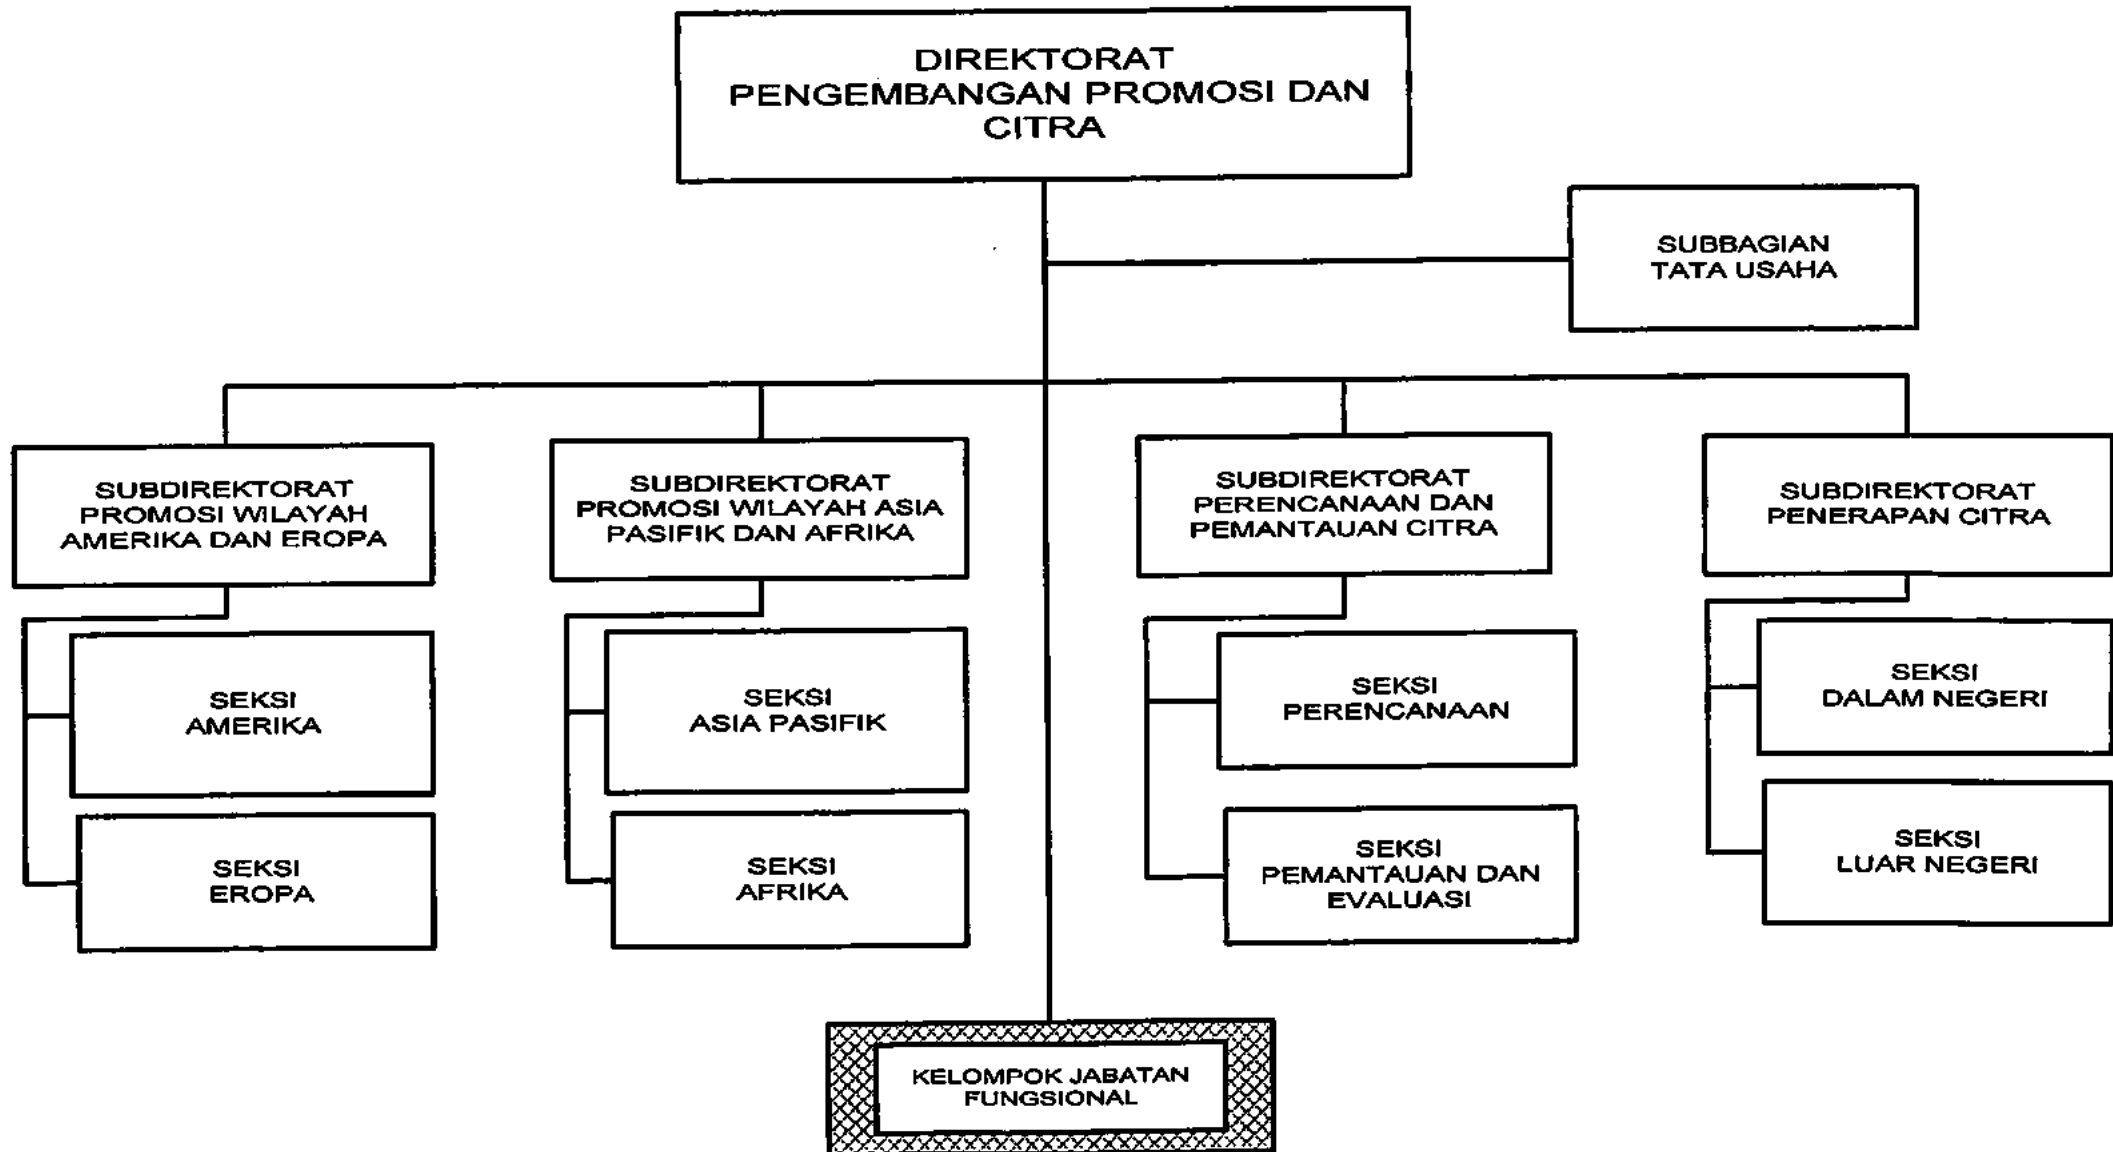 DIREKTORAT
PENGEMBANGAN PROMOSI DAN
CITRA
SUBBAGIAN
TATA USAHA
SUBDIREKTORAT
PROMOSI WILAYAH
AMERIKA DAN EROPA
SUBDIREKTORAT
PROMOSI WILAYAH ASIA
PASIFIK DAN AFRIKA
SUBDIREKTORAT
PERENCANAAN DAN
PEMANTAUAN CITRA
SUBDIREKTORAT
PENERAPAN CITRA
SEKSI
AMERIKA
SEKSI
ASIA PASIFIK
SEKSI
PERENCANAAN
SEKSI
DALAM NEGERI
SEKSI
EROPA
SEKSI
AFRIKA
SEKSI
PEMANTAUAN DAN
EVALUASI
SEKSI
LUAR NEGERI
KELOMPOK JABATAN
FUNGSIONAL